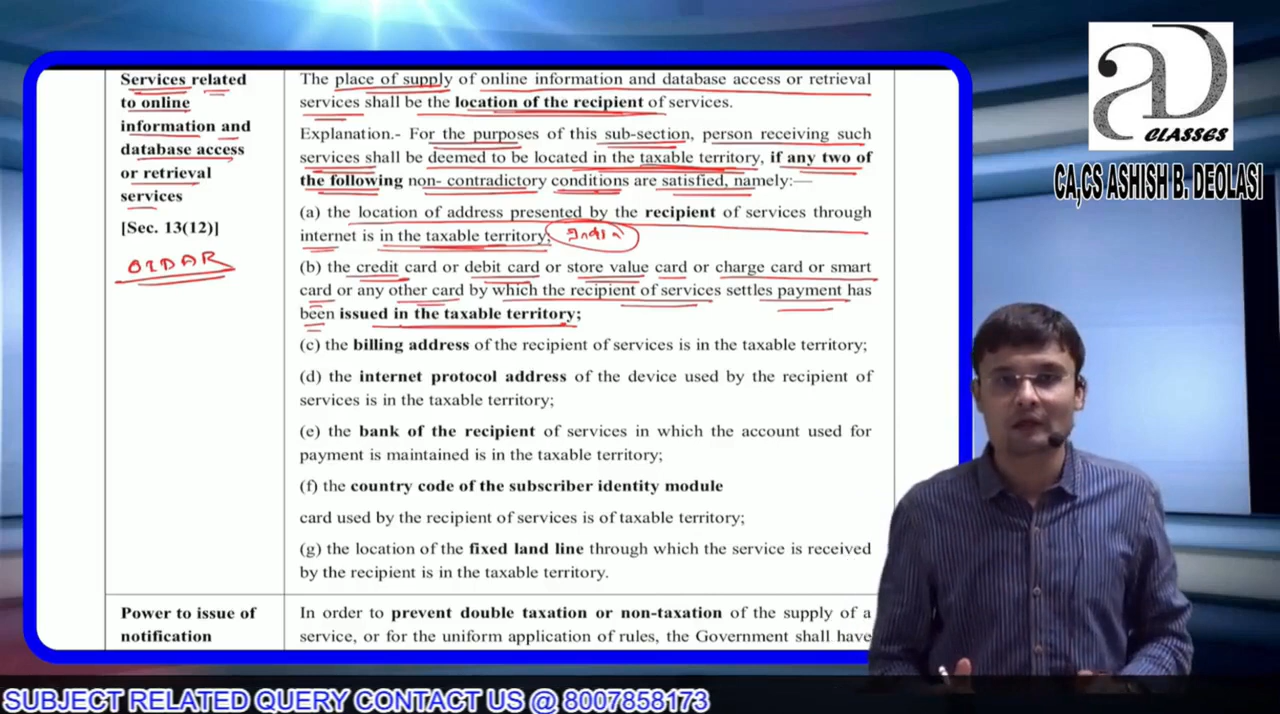 Services related
to online
information and
database access
or retrieval
services
[Sec. 13(12)]
OIDAR
The place of supply of online information and database access or retrieval
services shall be the location of the recipient of services.
Explanation.- For the purposes of this sub-section, person receiving such
services shall be deemed to be located in the taxable territory, if any two of
the following non- contradictory conditions are satisfied, namely:—
(a) the location of address presented by the recipient of services through
internet is in the taxable territory; India
(b) the credit card or debit card or store value card or charge card or smart
card or any other card by which the recipient of services settles payment has
been issued in the taxable territory;
(c) the billing address of the recipient of services is in the taxable territory;
(d) the internet protocol address of the device used by the recipient of
services is in the taxable territory;
(e) the bank of the recipient of services in which the account used for
payment is maintained is in the taxable territory;
(f) the country code of the subscriber identity module
card used by the recipient of services is of taxable territory;
(g) the location of the fixed land line through which the service is received
by the recipient is in the taxable territory.
Power to issue of
notification
In order to prevent double taxation or non-taxation of the supply of a
service, or for the uniform application of rules, the Government shall have
aD
CLASSES
CA,CS ASHISH B. DEOLASI
SUBJECT RELATED QUERY CONTACT US @ 8007858173